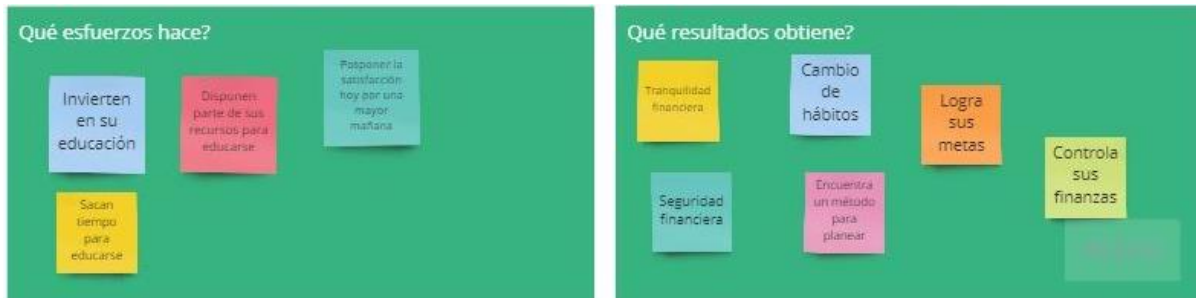 Qué esfuerzos hace?
Invierten
en su
educación
Disponen
parte de sus
recursos para
educarse
Posponer la
satisfacción
hoy por una
mayor
mañana
Sacan
tiempo
para
educarse
Qué resultados obtiene?
Tranquilidad
financiera
Cambio
de
hábitos
Logra
sus
metas
Controla
sus
finanzas
Seguridad
financiera
Encuentra
un método
para
planear